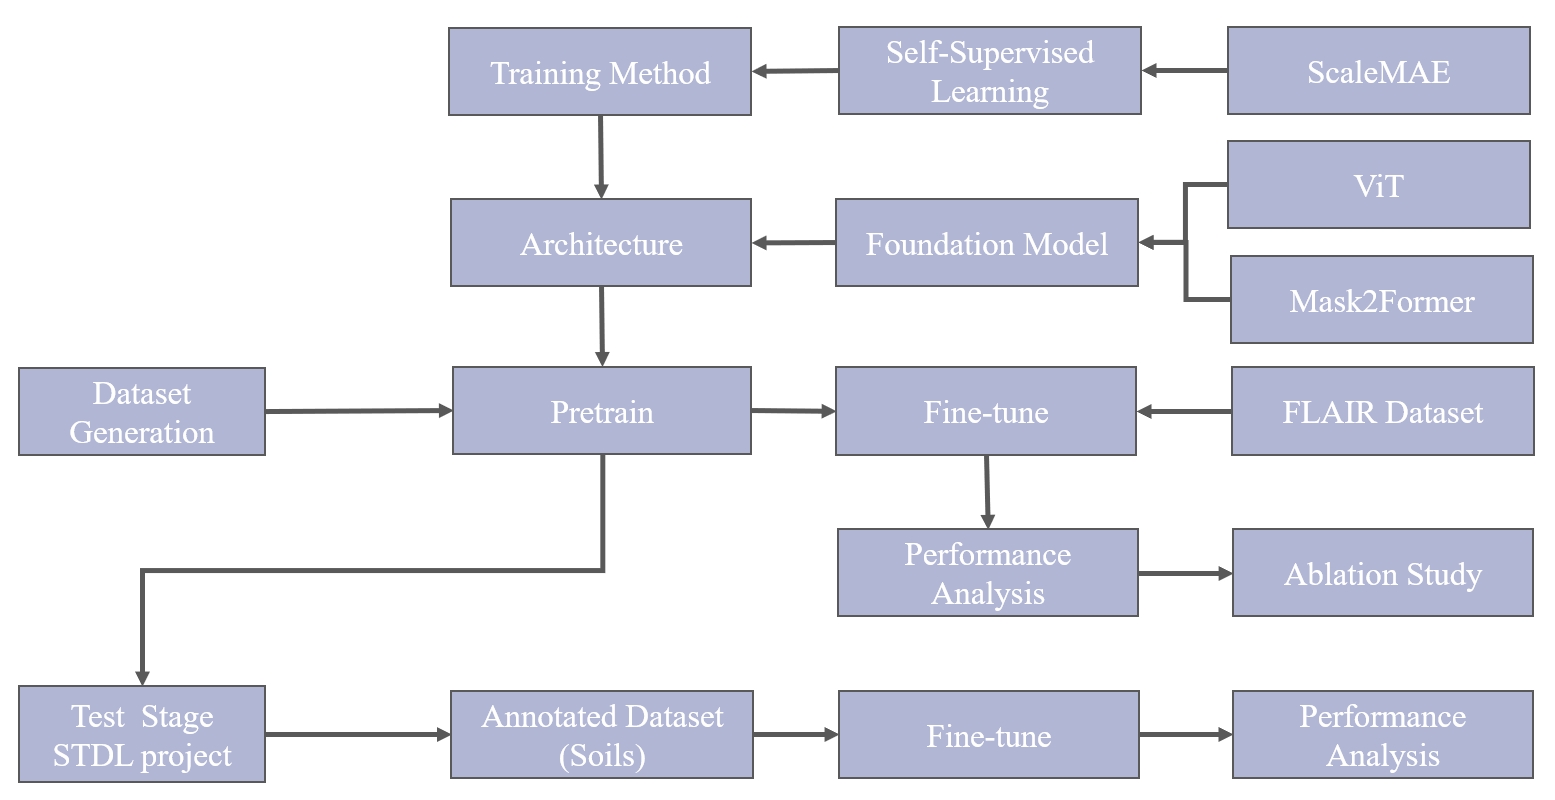 Training Method
Self-Supervised
Learning
ScaleMAE
ViT
Architecture
Foundation Model
Mask2Former
Dataset
Generation
Pretrain
Fine-tune
FLAIR Dataset
Performance
Analysis
Ablation Study
Test Stage
STDL project
Annotated Dataset
(Soils)
Fine-tune
Performance
Analysis